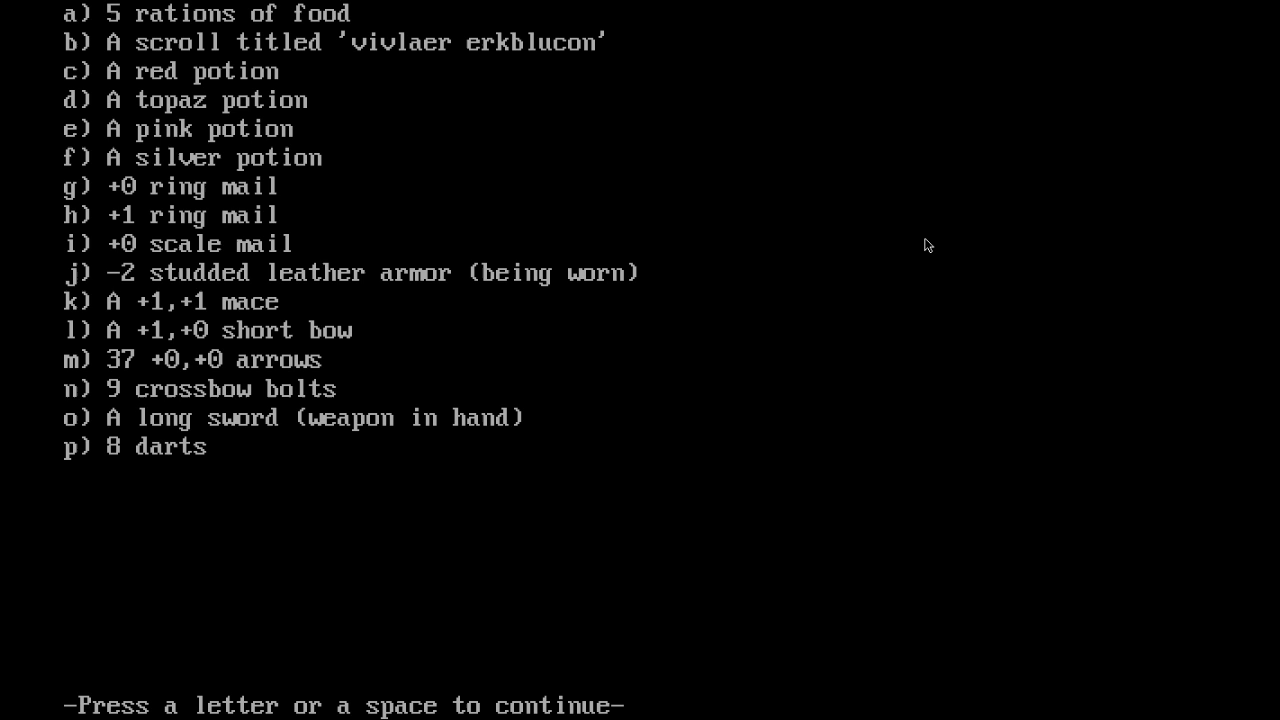 a) 5 rations of food
b) A scroll titled 'vivlaer erkblucon'
c) A red potion
d) A topaz potion
e) A pink potion
f) A silver potion
g) +0 ring mail
h) +1 ring mail
i) +0 scale mail
j) -2 studded leather armor (being worn)
k) A +1,+1 mace
l) A +1,+0 short bow
m) 37 +0,+0 arrows
n) 9 crossbow bolts
o) A long sword (weapon in hand)
p) 8 darts
-Press a letter or a space to continue-